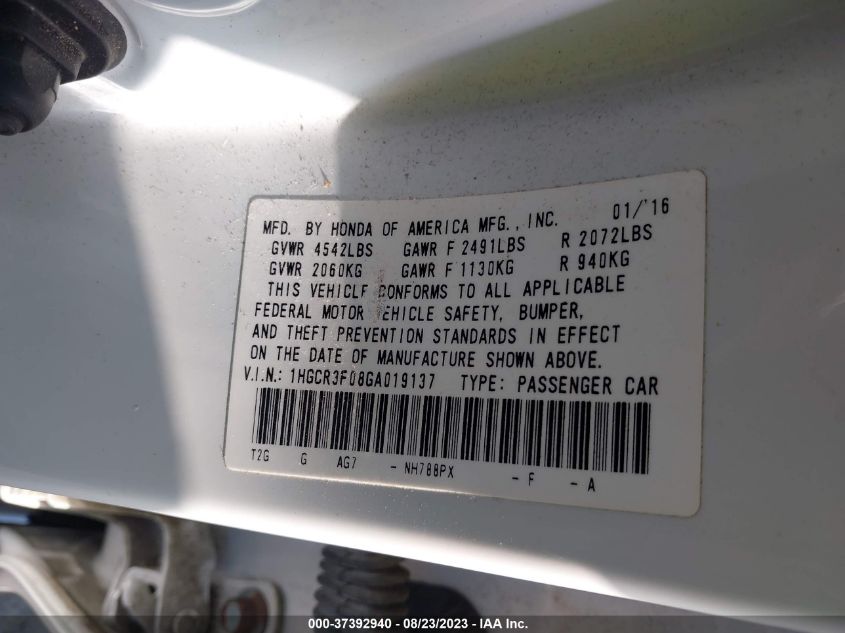 MFD. BY HONDA OF AMERICA MFG., INC. 01/'16
GVWR 4542LBS GAWR F 2491LBS R 2072LBS
GVWR 2060KG GAWR F 1130KG R 940KG
THIS VEHICLE CONFORMS TO ALL APPLICABLE
FEDERAL MOTOR EHICLE SAFETY, BUMPER,
AND THEFT PREVENTION STANDARDS IN EFFECT
ON THE DATE OF MANUFACTURE SHOWN ABOVE.
V.I.N.: 1HGCR3F08GA019137 TYPE: PASSENGER CAR
T2G G AG7 - NH788PX - F - A
000-37392940 - 08/23/2023 - IAA Inc.